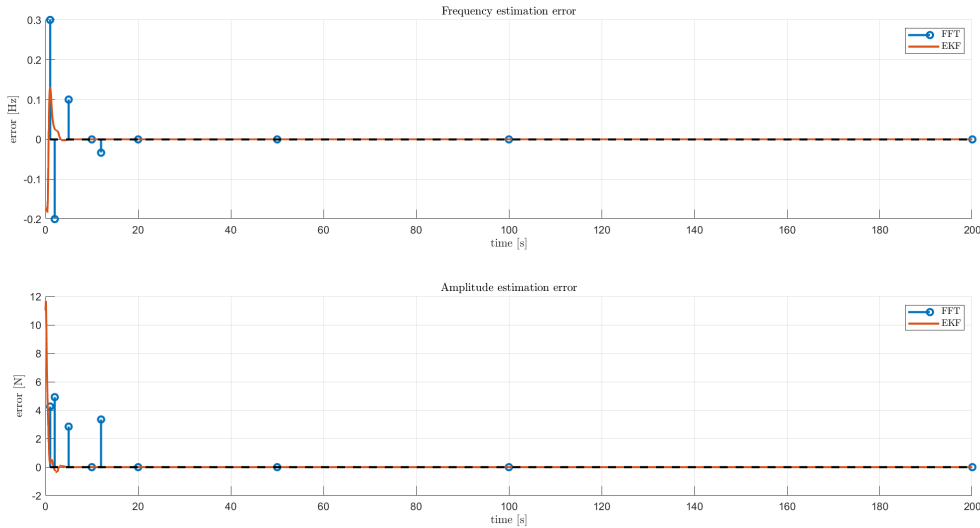 Frequency estimation error
0.3
0.2
0.1
0
-0.1
-0.2
error [Hz]
FFT
EKF
0 20 40 60 80 100 120 140 160 180 200
time [s]
Amplitude estimation error
12
10
8
6
4
2
0
-2
error [N]
FFT
EKF
0 20 40 60 80 100 120 140 160 180 200
time [s]